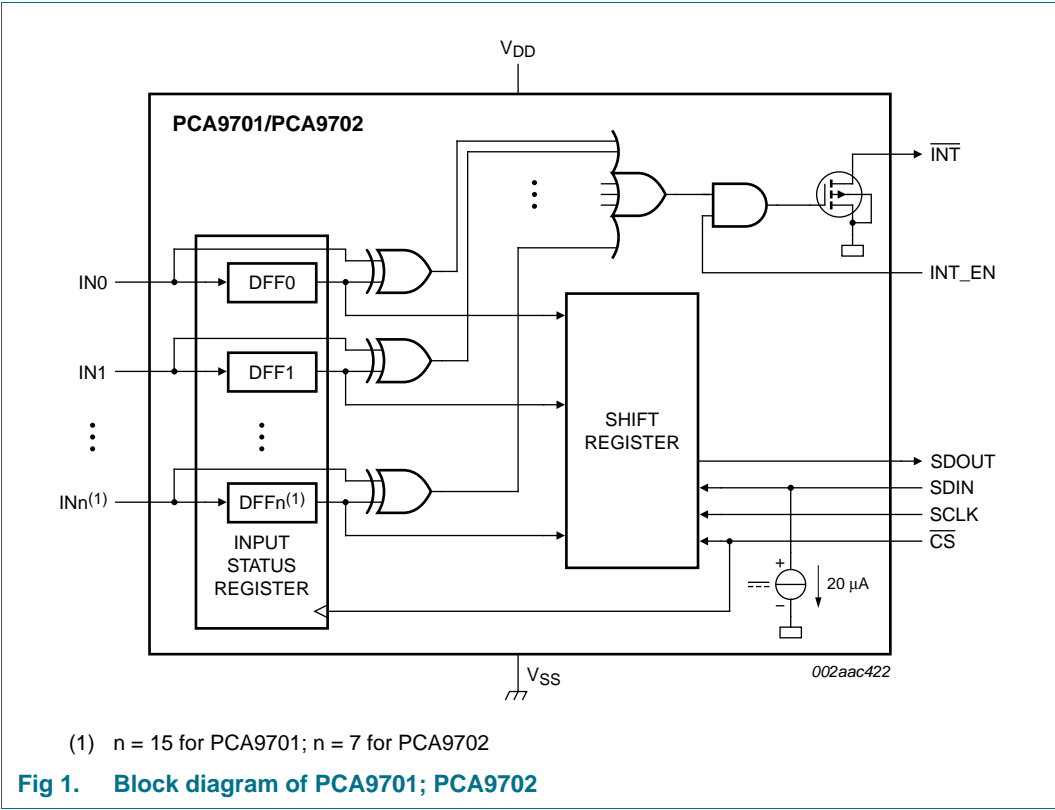 VDD
PCA9701/PCA9702
INT
INT_EN
IN0
DFF0
IN1
DFF1
INn(1)
DFFn(1)
INPUT
STATUS
REGISTER
SHIFT
REGISTER
SDOUT
SDIN
SCLK
CS
+
−
20 μA
VSS
002aac422
(1) n = 15 for PCA9701; n = 7 for PCA9702
Fig 1. Block diagram of PCA9701; PCA9702